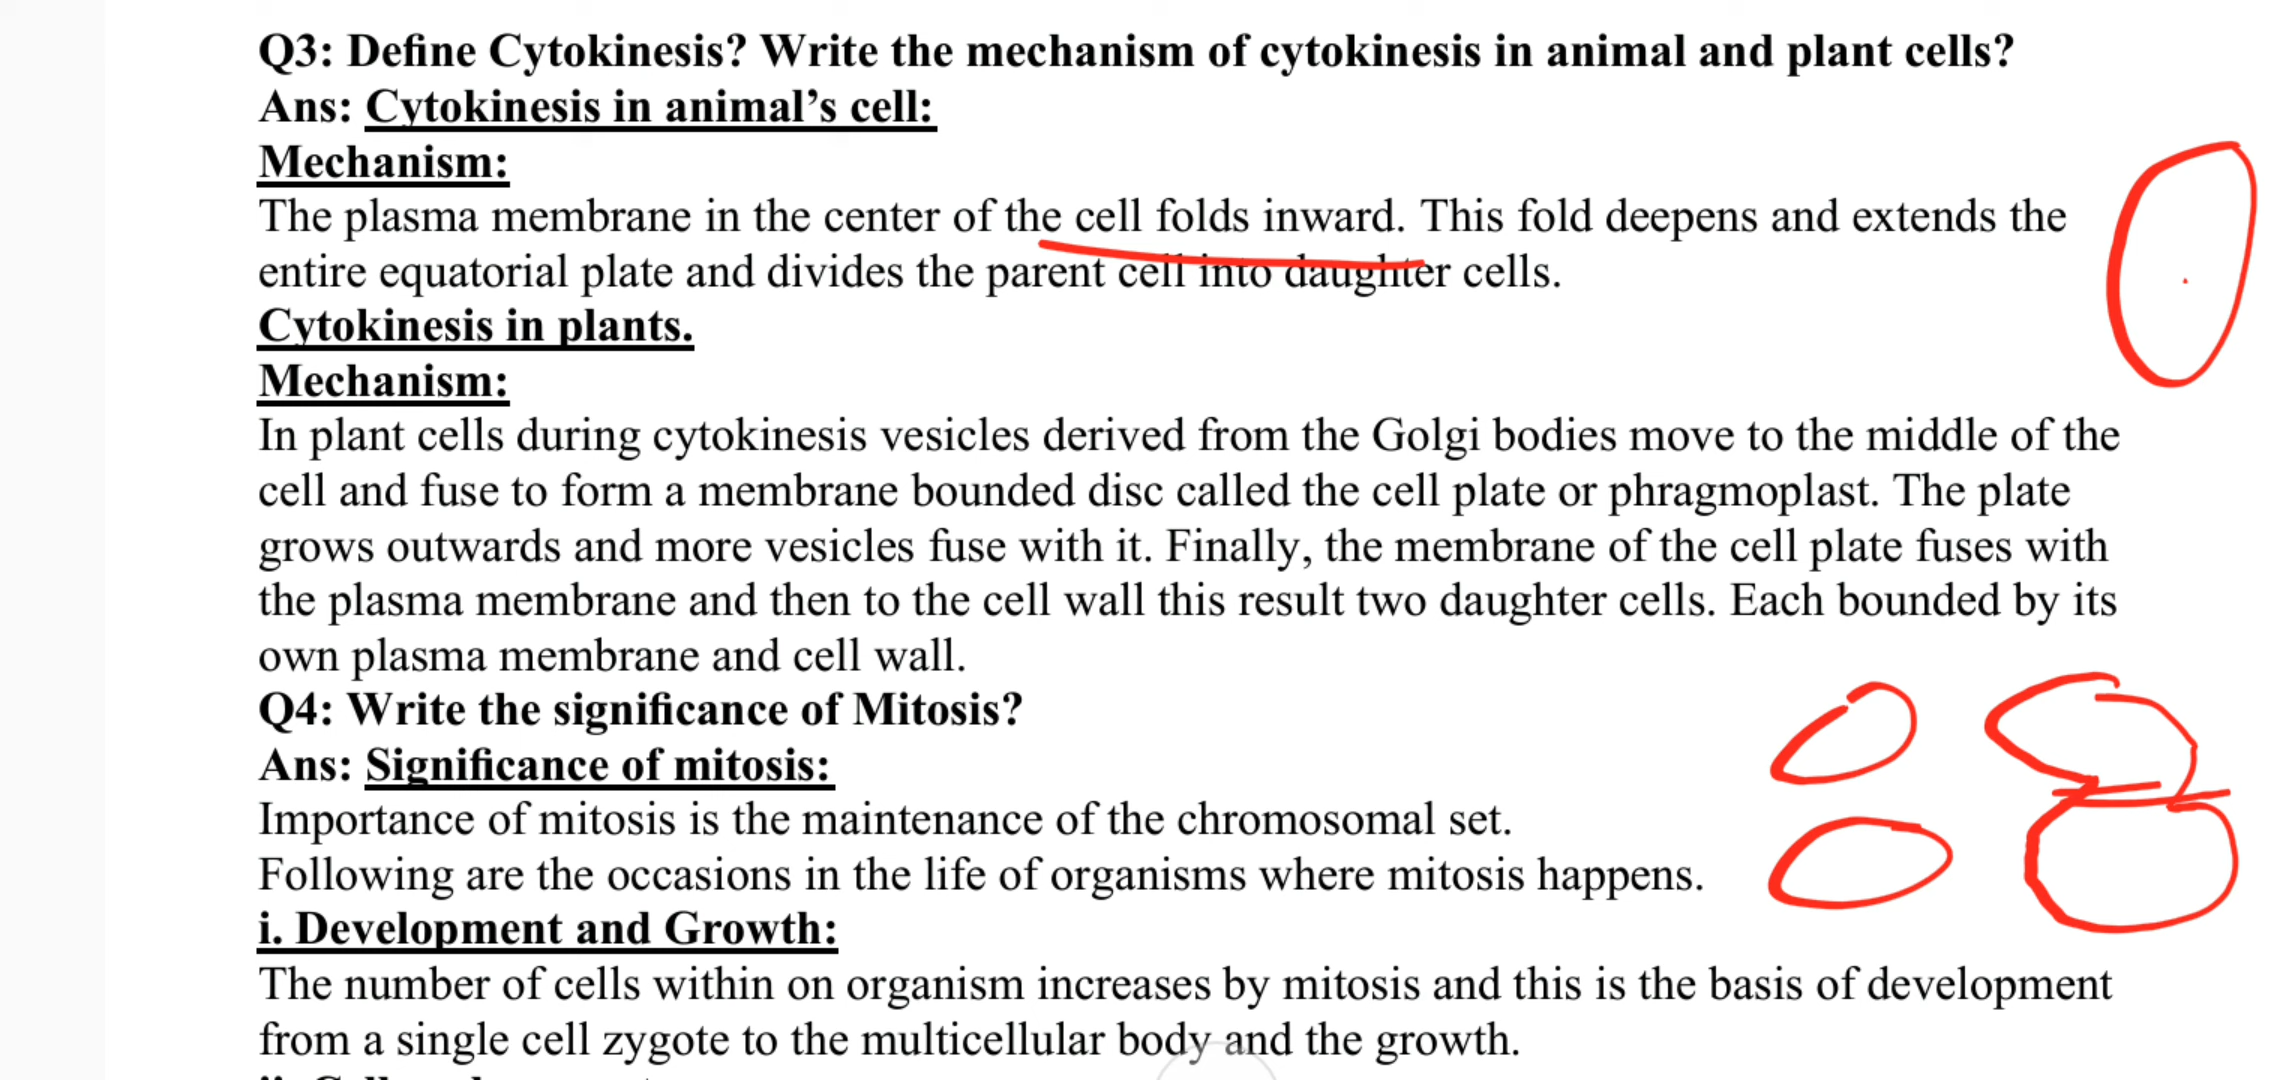 Q3: Define Cytokinesis? Write the mechanism of cytokinesis in animal and plant cells?
Ans: Cytokinesis in animal’s cell:
Mechanism:
The plasma membrane in the center of the cell folds inward. This fold deepens and extends the
entire equatorial plate and divides the parent cell into daughter cells.
Cytokinesis in plants.
Mechanism:
In plant cells during cytokinesis vesicles derived from the Golgi bodies move to the middle of the
cell and fuse to form a membrane bounded disc called the cell plate or phragmoplast. The plate
grows outwards and more vesicles fuse with it. Finally, the membrane of the cell plate fuses with
the plasma membrane and then to the cell wall this result two daughter cells. Each bounded by its
own plasma membrane and cell wall.
Q4: Write the significance of Mitosis?
Ans: Significance of mitosis:
Importance of mitosis is the maintenance of the chromosomal set.
Following are the occasions in the life of organisms where mitosis happens.
i. Development and Growth:
The number of cells within on organism increases by mitosis and this is the basis of development
from a single cell zygote to the multicellular body and the growth.